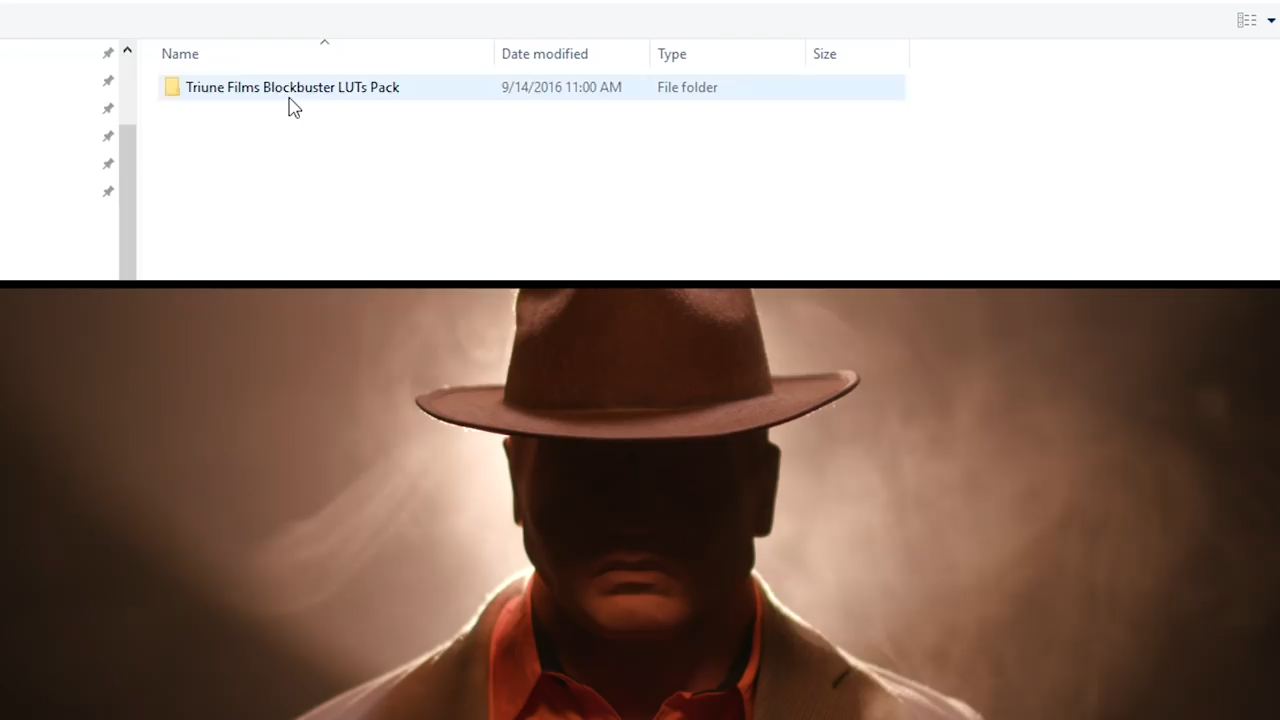 Name Date modified Type Size
Triune Films Blockbuster LUTs Pack 9/14/2016 11:00 AM File folder